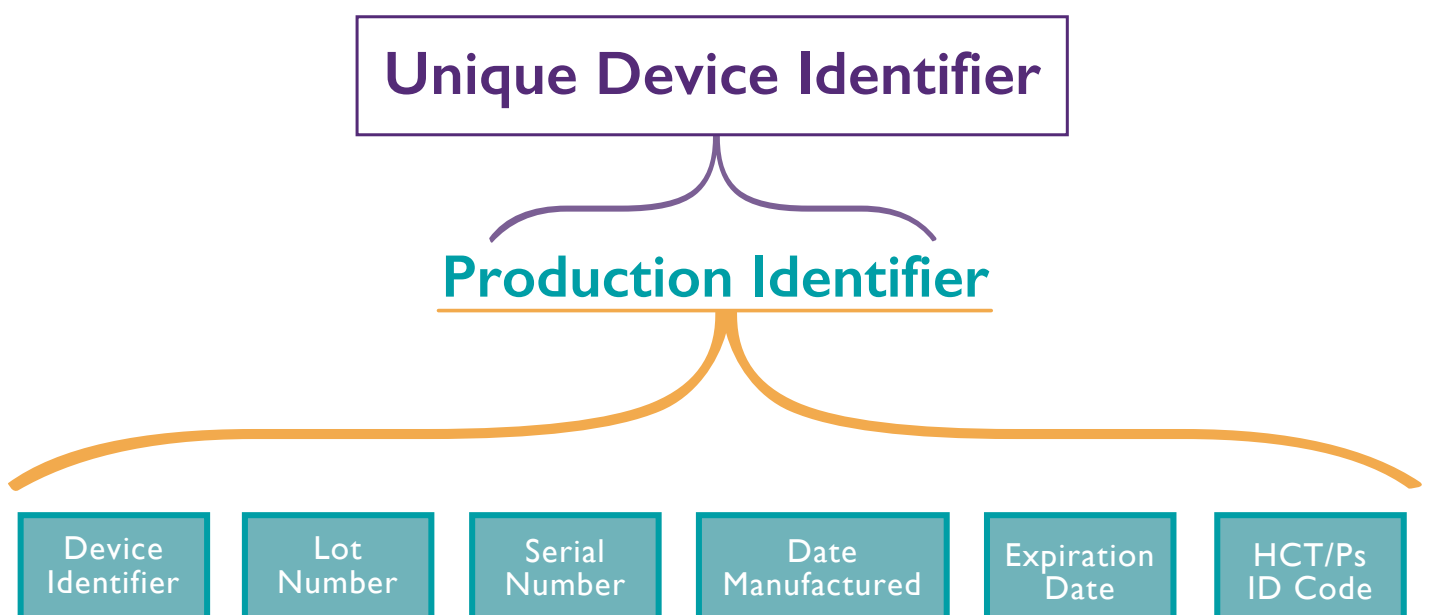 Unique Device Identifier
Production Identifier
Device
Identifier
Lot
Number
Serial
Number
Date
Manufactured
Expiration
Date
HCT/Ps
ID Code